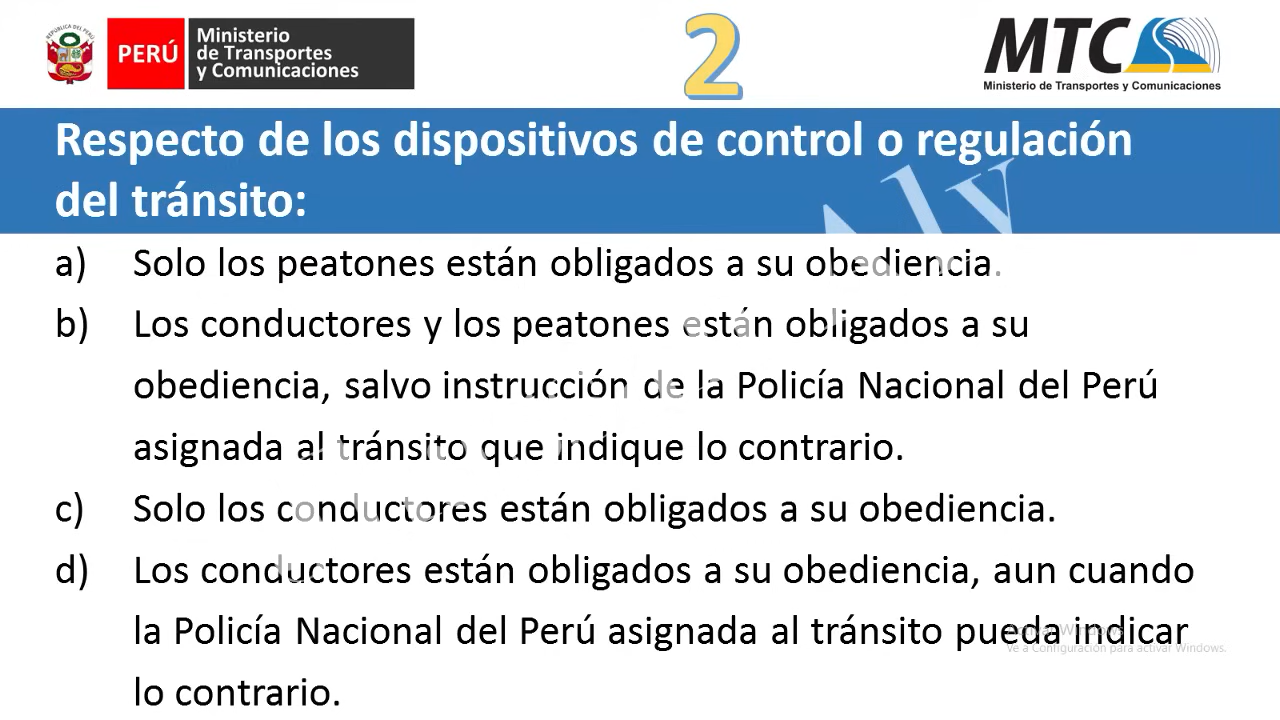 REPÚBLICA DEL PERÚ
PERÚ
Ministerio
de Transportes
y Comunicaciones
2
MTC
Ministerio de Transportes y Comunicaciones
Respecto de los dispositivos de control o regulación
del tránsito:
a) Solo los peatones están obligados a su obediencia.
b) Los conductores y los peatones están obligados a su
obediencia, salvo instrucción de la Policía Nacional del Perú
asignada al tránsito que indique lo contrario.
c) Solo los conductores están obligados a su obediencia.
d) Los conductores están obligados a su obediencia, aun cuando
la Policía Nacional del Perú asignada al tránsito pueda indicar
lo contrario.
Activar Windows
Ve a Configuración para activar Windows.